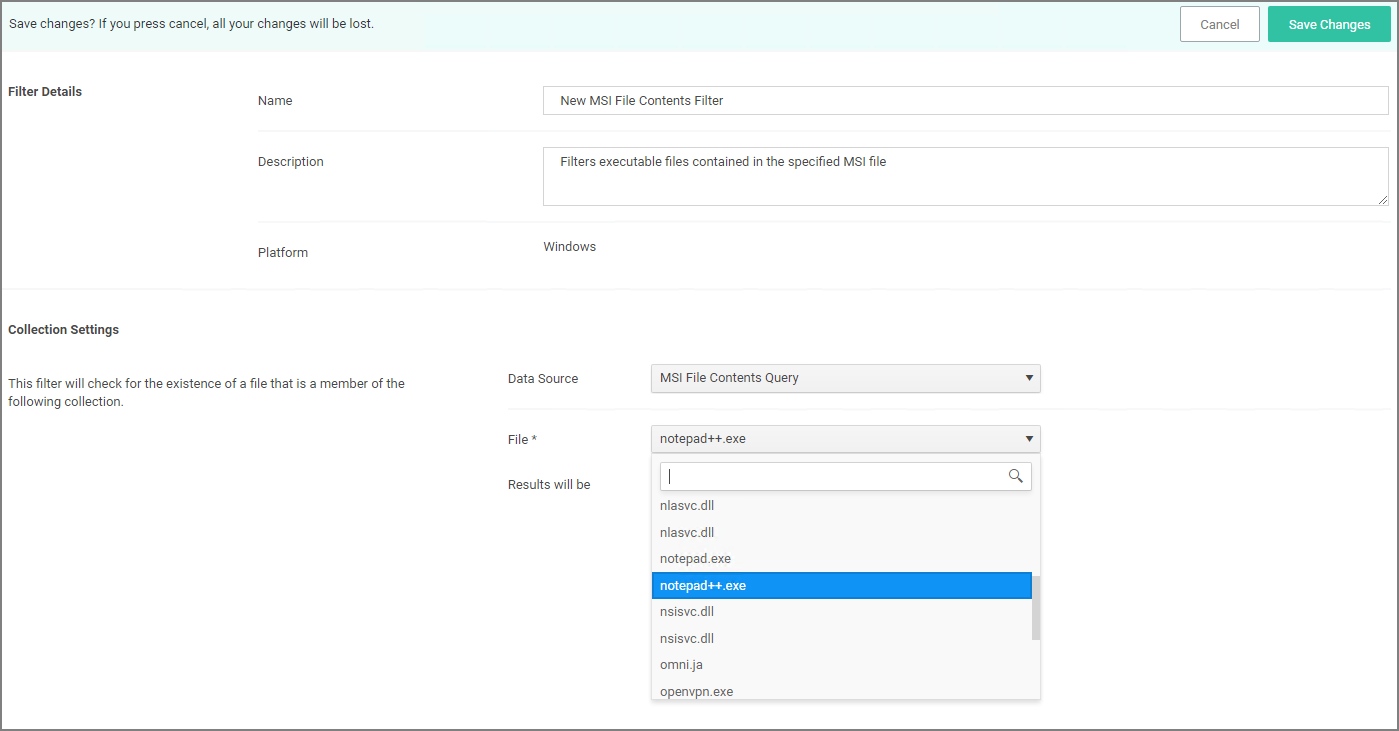 Save changes? If you press cancel, all your changes will be lost.
Cancel
Save Changes
Filter Details
Name
New MSI File Contents Filter
Description
Filters executable files contained in the specified MSI file
Platform
Windows
Collection Settings
This filter will check for the existence of a file that is a member of the
following collection.
Data Source
MSI File Contents Query
File *
notepad++.exe
Results will be
nlasvc.dll
nlasvc.dll
notepad.exe
notepad++.exe
nsisvc.dll
nsisvc.dll
omni.ja
openvpn.exe